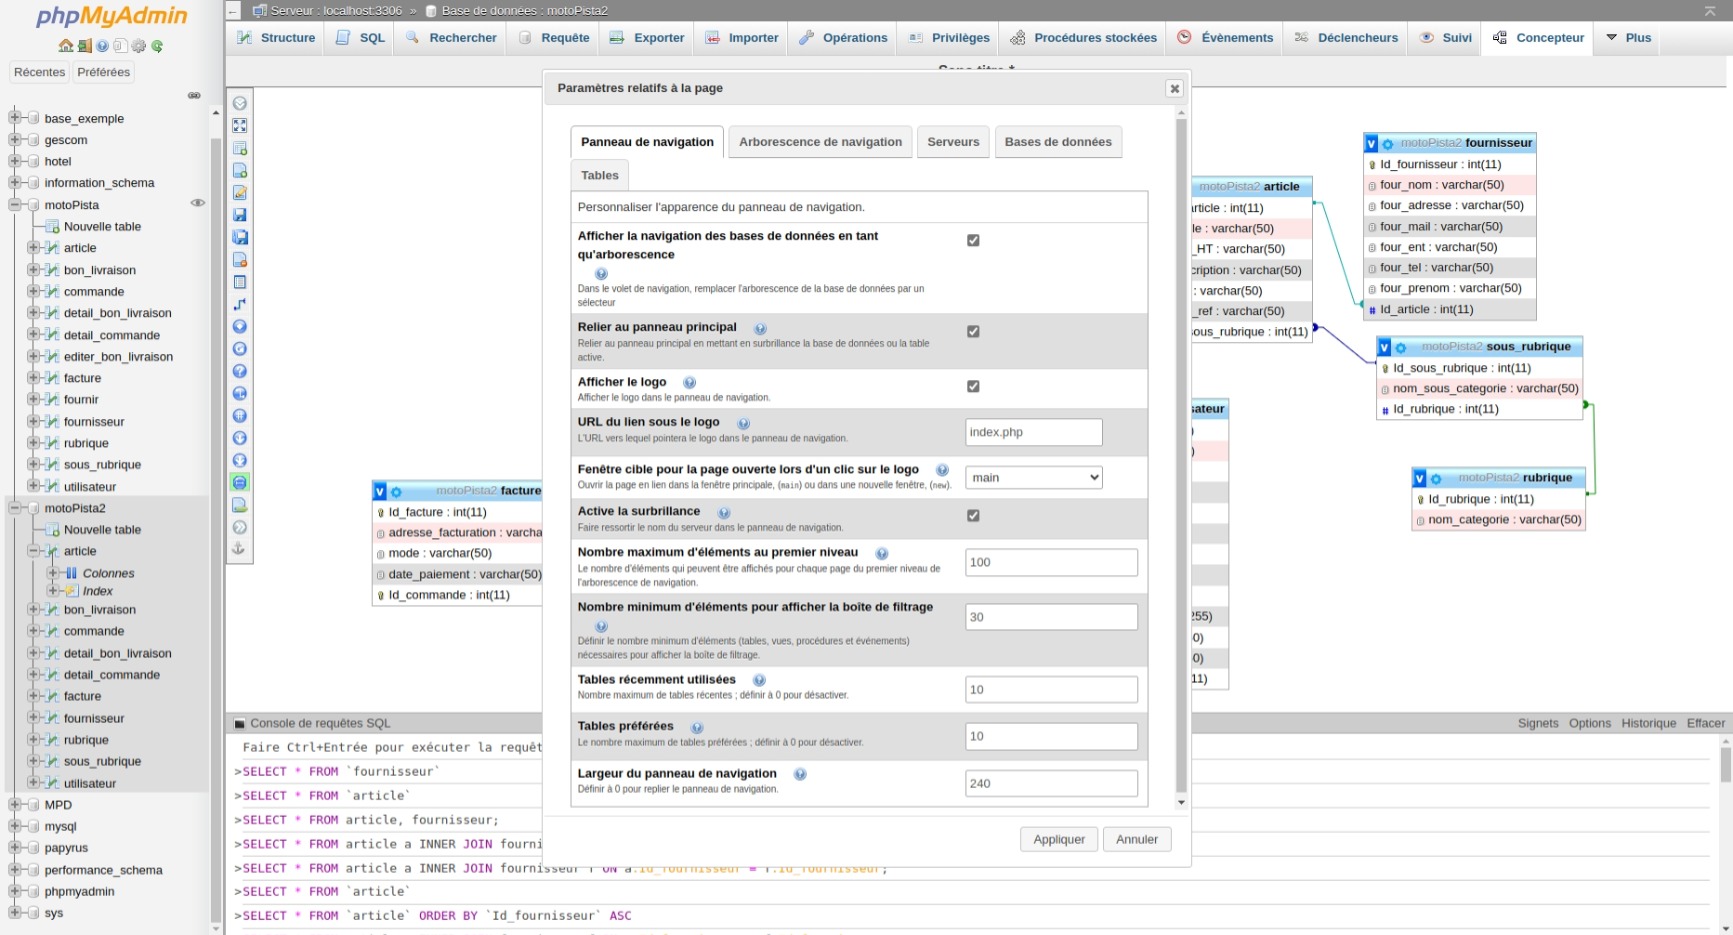 phpMyAdmin
Récentes
Préférées
base_exemple
gescom
hotel
information_schema
motoPista
Nouvelle table
article
bon_livraison
commande
detail_bon_livraison
detail_commande
editer_bon_livraison
facture
fournir
fournisseur
rubrique
sous_rubrique
utilisateur
motoPista2
Nouvelle table
article
Colonnes
Index
bon_livraison
commande
detail_bon_livraison
detail_commande
facture
fournisseur
rubrique
sous_rubrique
utilisateur
MPD
mysql
papyrus
performance_schema
phpmyadmin
sys
Serveur : localhost:3306 » Base de données : motoPista2
Structure
SQL
Rechercher
Requête
Exporter
Importer
Opérations
Privilèges
Procédures stockées
Évènements
Déclencheurs
Suivi
Concepteur
Plus
Paramètres relatifs à la page
Panneau de navigation
Arborescence de navigation
Serveurs
Bases de données
Tables
Personnaliser l'apparence du panneau de navigation.
Afficher la navigation des bases de données en tant
qu'arborescence
Dans le volet de navigation, remplacer l'arborescence de la base de données par un
sélecteur
Relier au panneau principal
Relier au panneau principal en mettant en surbrillance la base de données ou la table
active.
Afficher le logo
Afficher le logo dans le panneau de navigation.
URL du lien sous le logo
L'URL vers lequel pointera le logo dans le panneau de navigation.
index.php
Fenêtre cible pour la page ouverte lors d'un clic sur le logo
Ouvrir la page en lien dans la fenêtre principale, (main) ou dans une nouvelle fenêtre, (new).
main
Active la surbrillance
Faire ressortir le nom du serveur dans le panneau de navigation.
Nombre maximum d'éléments au premier niveau
Le nombre d'éléments qui peuvent être affichés pour chaque page du premier niveau de
l'arborescence de navigation.
100
Nombre minimum d'éléments pour afficher la boîte de filtrage
Définir le nombre minimum d'éléments (tables, vues, procédures et événements)
nécessaires pour afficher la boîte de filtrage.
30
Tables récemment utilisées
Nombre maximum de tables récentes ; définir à 0 pour désactiver.
10
Tables préférées
Le nombre maximum de tables préférées ; définir à 0 pour désactiver.
10
Largeur du panneau de navigation
Définir à 0 pour replier le panneau de navigation.
240
Appliquer
Annuler
V motoPista2 facture
Id_facture : int(11)
adresse_facturation : varcha
mode : varchar(50)
date_paiement : varchar(50)
Id_commande : int(11)
motoPista2 article
article : int(11)
le : varchar(50)
_HT : varchar(50)
cription : varchar(50)
: varchar(50)
_ref : varchar(50)
sous_rubrique : int(11)
sateur
255)
0)
0)
11)
V motoPista2 fournisseur
Id_fournisseur : int(11)
four_nom : varchar(50)
four_adresse : varchar(50)
four_mail : varchar(50)
four_ent : varchar(50)
four_tel : varchar(50)
four_prenom : varchar(50)
# Id_article : int(11)
V motoPista2 sous_rubrique
Id_sous_rubrique : int(11)
nom_sous_categorie : varchar(50)
# Id_rubrique : int(11)
V motoPista2 rubrique
Id_rubrique : int(11)
nom_categorie : varchar(50)
Console de requêtes SQL
Signets
Options
Historique
Effacer
Faire Ctrl+Entrée pour exécuter la requêt
>SELECT * FROM `fournisseur`
>SELECT * FROM `article`
>SELECT * FROM article, fournisseur;
>SELECT * FROM article a INNER JOIN fourni
>SELECT * FROM article a INNER JOIN fournisseur f ON a.Id_fournisseur = f.Id_fournisseur;
>SELECT * FROM `article`
>SELECT * FROM `article` ORDER BY `Id_fournisseur` ASC